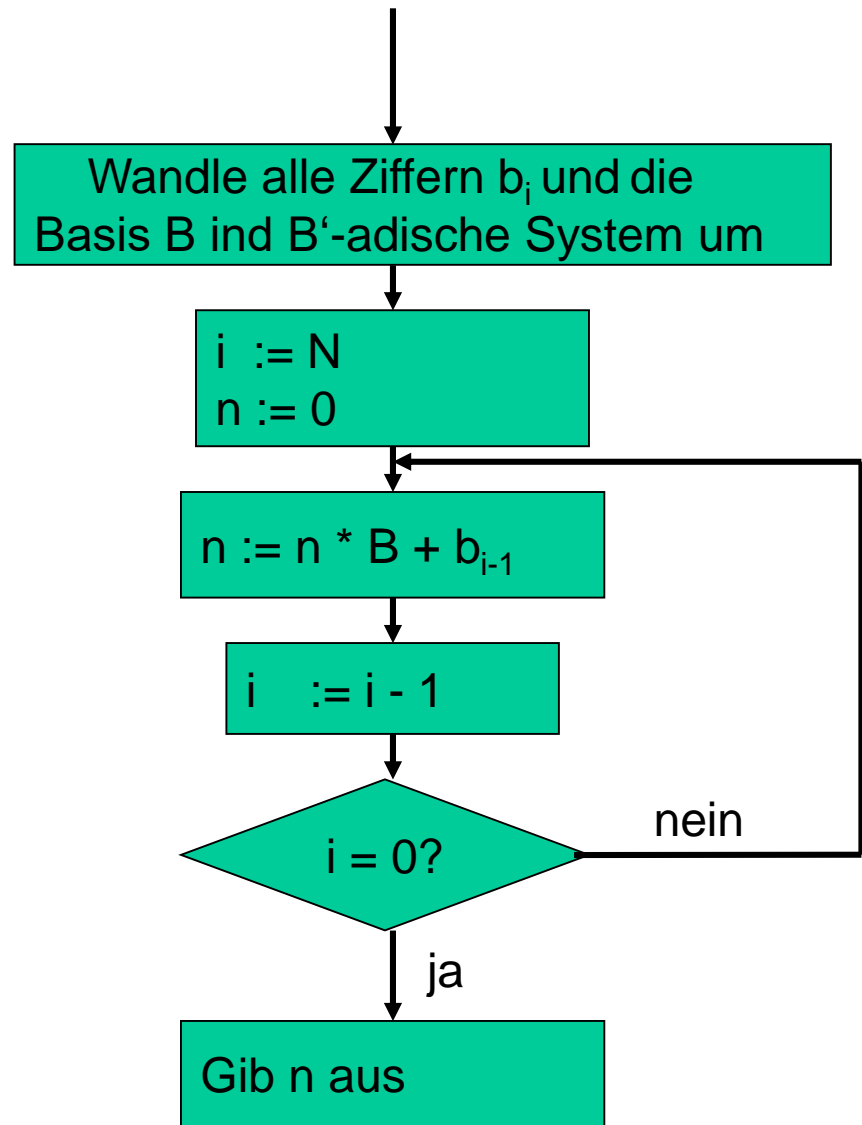 Wandle alle Ziffern bᵢ und die
Basis B ind B‘-adische System um
i := N
n := 0
n := n * B + bᵢ₋₁
i := i - 1
i = 0?
nein
ja
Gib n aus